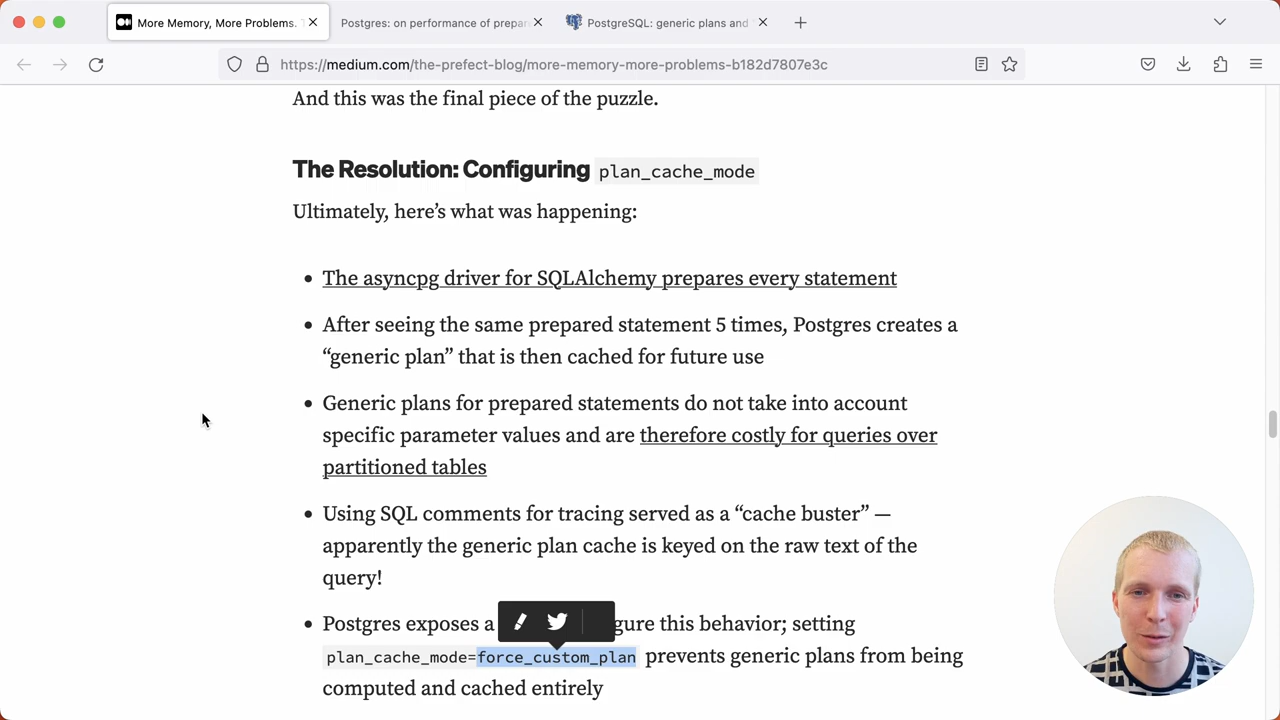 More Memory, More Problems.
Postgres: on performance of prepar
PostgreSQL: generic plans and
https://medium.com/the-prefect-blog/more-memory-more-problems-b182d7807e3c
And this was the final piece of the puzzle.
The Resolution: Configuring plan_cache_mode
Ultimately, here’s what was happening:
• The asyncpg driver for SQLAlchemy prepares every statement
• After seeing the same prepared statement 5 times, Postgres creates a
“generic plan” that is then cached for future use
• Generic plans for prepared statements do not take into account
specific parameter values and are therefore costly for queries over
partitioned tables
• Using SQL comments for tracing served as a “cache buster” —
apparently the generic plan cache is keyed on the raw text of the
query!
• Postgres exposes a gure this behavior; setting
plan_cache_mode=force_custom_plan prevents generic plans from being
computed and cached entirely